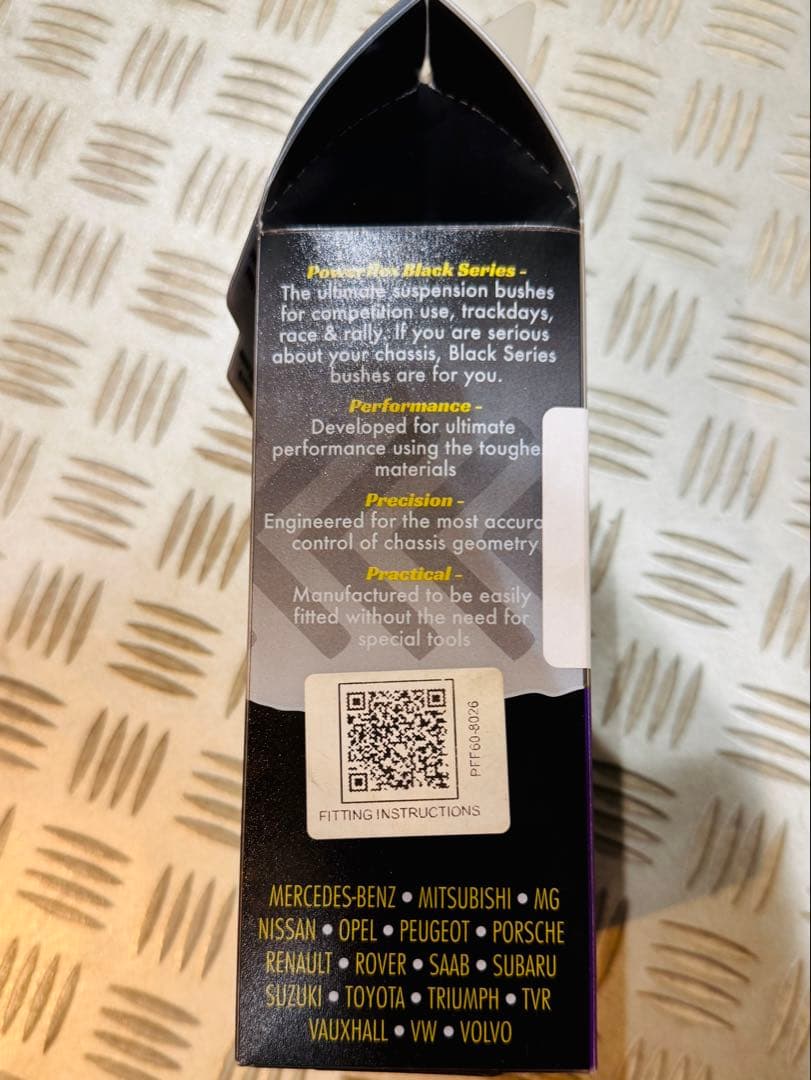 Powerflex Black Series -
The ultimate suspension bushes
for competition use, trackdays,
race & rally. If you are serious
about your chassis, Black Series
bushes are for you.
Performance -
Developed for ultimate
performance using the toughe
materials
Precision -
Engineered for the most accura
control of chassis geometry
Practical -
Manufactured to be easily
fitted without the need for
special tools
PFF60-8026
FITTING INSTRUCTIONS
MERCEDES-BENZ • MITSUBISHI • MG
NISSAN • OPEL • PEUGEOT • PORSCHE
RENAULT • ROVER • SAAB • SUBARU
SUZUKI • TOYOTA • TRIUMPH • TVR
VAUXHALL • VW • VOLVO